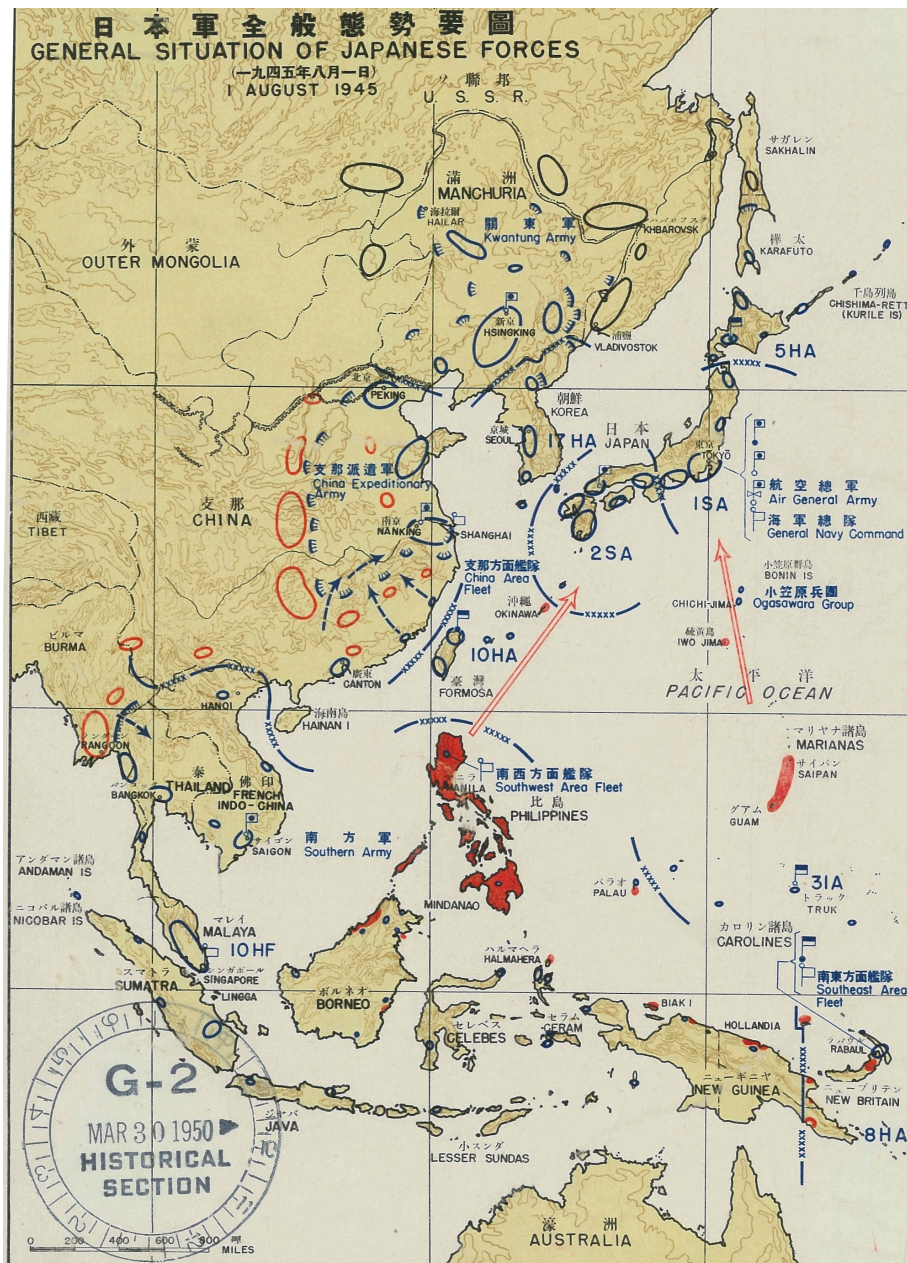 日本軍全般態勢要圖
GENERAL SITUATION OF JAPANESE FORCES
(一九四五年八月一日)
1 AUGUST 1945
ソ聯邦
U. S. S. R.
サガレン
SAKHALIN
滿洲
MANCHURIA
海拉爾
HAILAR
關東軍
Kwantung Army
KHBAROVSK
樺太
KARAFUTO
外蒙
OUTER MONGOLIA
千島列島
CHISHIMA-RETT
(KURILE IS)
新京
HSINGKING
浦鹽
VLADIVOSTOK
5HA
xxxxx
北京
PEKING
朝鮮
KOREA
京城
SEOUL
17HA
日本
JAPAN
東京
TOKYO
支那派遣軍
China Expeditionary
Army
航空總軍
Air General Army
1SA
海軍總隊
General Navy Command
支那
CHINA
西藏
TIBET
南京
NANKING
SHANGHAI
2SA
支那方面艦隊
China Area
Fleet
小笠原群島
BONIN IS
小笠原兵團
CHICHI-JIMA
Ogasawara Group
沖繩
OKINAWA
硫黃島
IWO JIMA
ビルマ
BURMA
10HA
臺灣
FORMOSA
廣東
CANTON
太平洋
PACIFIC OCEAN
HANOI
海南島
HAINAN I
RANGOON
マリヤナ諸島
MARIANAS
サイパン
SAIPAN
南西方面艦隊
Southwest Area Fleet
マニラ
MANILA
比島
PHILIPPINES
グアム
GUAM
バンコック
BANGKOK
泰
THAILAND
佛印
FRENCH
INDO-CHINA
サイゴン
SAIGON
南方軍
Southern Army
アンダマン諸島
ANDAMAN IS
ニコバル諸島
NICOBAR IS
MINDANAO
パラオ
PALAU
31A
トラック
TRUK
マレイ
MALAYA
10HF
シンガポール
SINGAPORE
LINGGA
スマトラ
SUMATRA
ハルマヘラ
HALMAHERA
カロリン諸島
CAROLINES
南東方面艦隊
Southeast Area
Fleet
ボルネオ
BORNEO
BIAK I
セレベス
CELEBES
セラム
CERAM
HOLLANDIA
ラバウル
RABAUL
ニューギニヤ
NEW GUINEA
ニューブリテン
NEW BRITAIN
8HA
ジャバ
JAVA
小スンダ
LESSER SUNDAS
濠洲
AUSTRALIA
G-2
MAR 30 1950
HISTORICAL
SECTION
0 200 400 600 800 哩
MILES